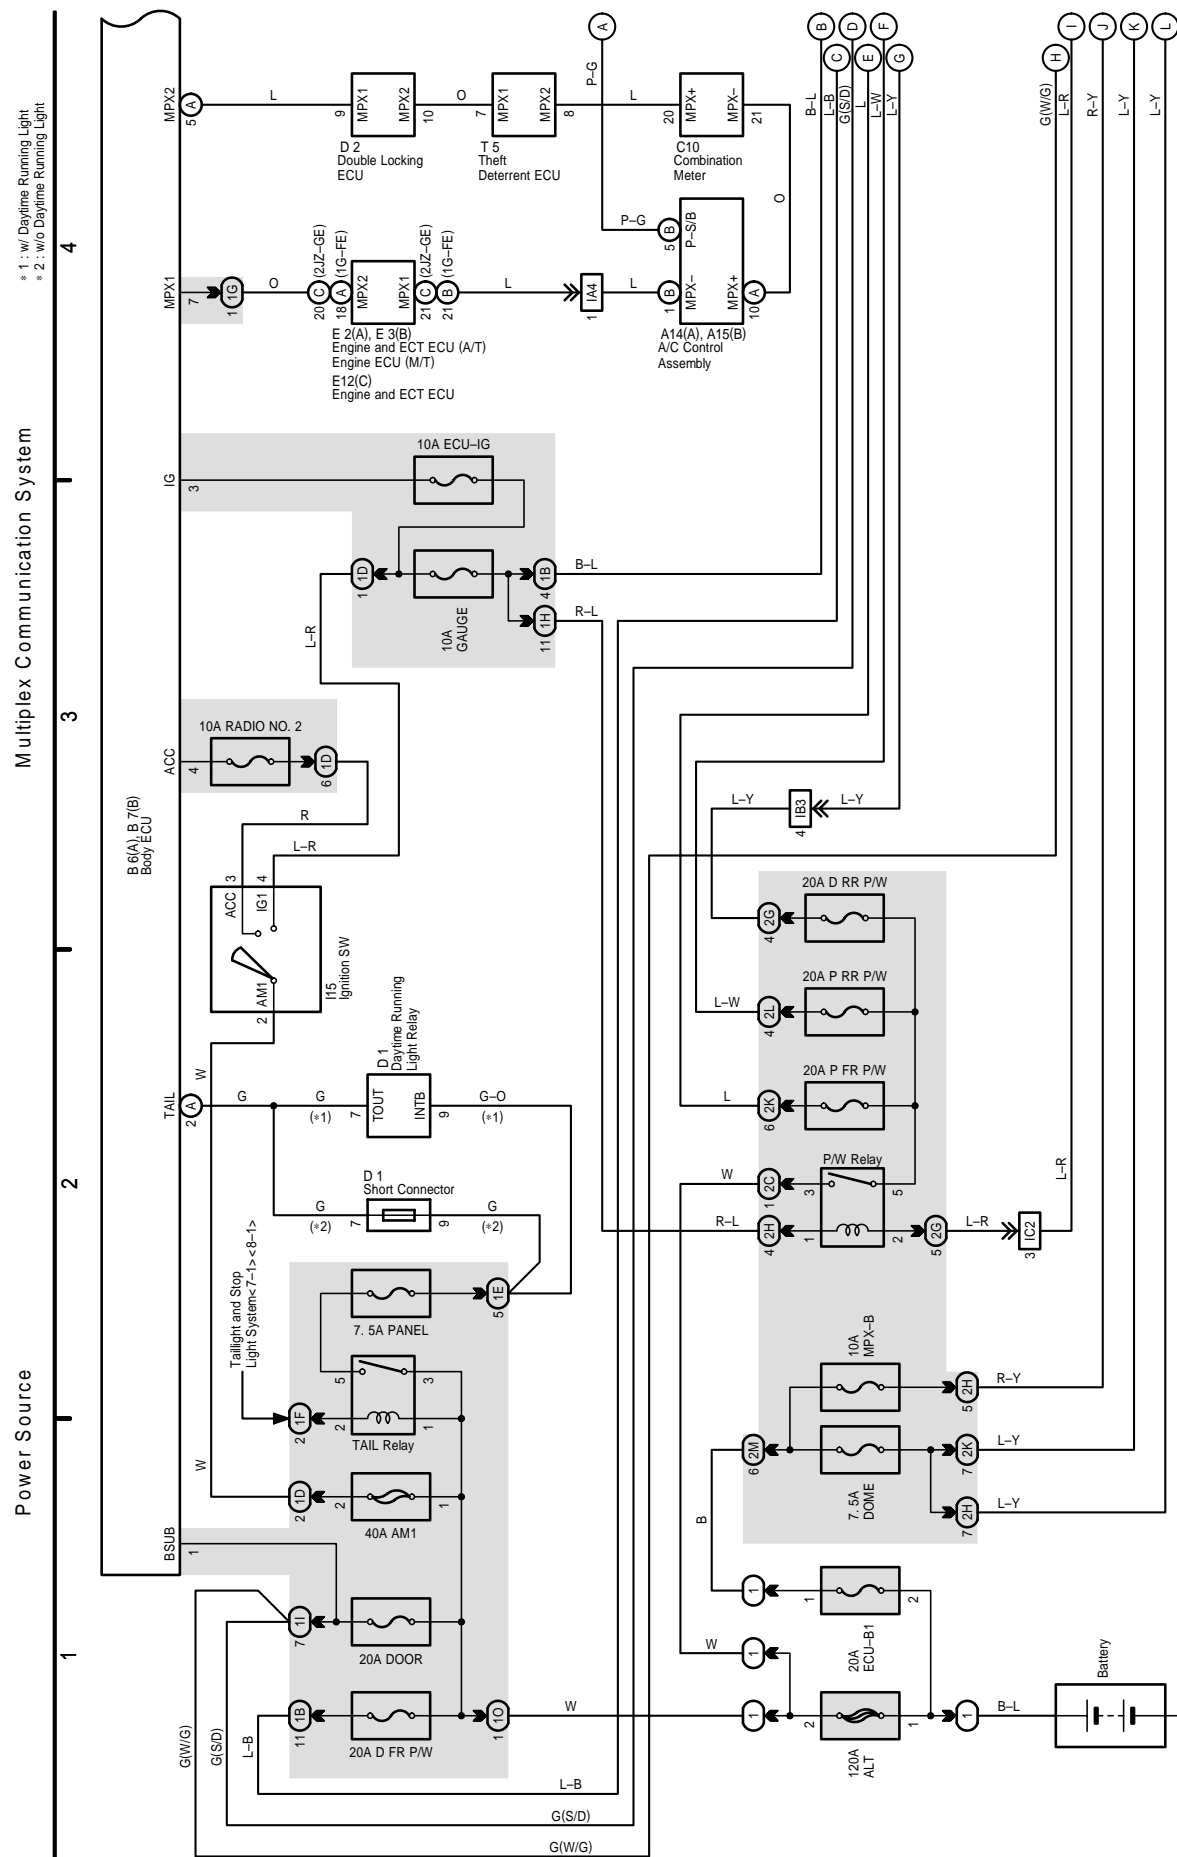 * 1 : w/ Daytime Running Light
* 2 : w/o Daytime Running Light
Power Source
Multiplex Communication System
1
2
3
4
BSUB
1
TAIL
2
A
ACC
4
IG
3
MPX1
7
MPX2
5
A
B 6(A), B 7(B)
Body ECU
L
9
MPX1
MPX2
10
D 2
Double Locking
ECU
O
7
MPX1
MPX2
8
T 5
Theft
Deterrent ECU
L
20
MPX+
MPX–
21
C10
Combination
Meter
O
P–G
A
P–G
5
B
P–S/B
1
1G
O
20
C
(2JZ–GE)
18
A
(1G–FE)
MPX2
MPX1
21
C
(2JZ–GE)
21
B
(1G–FE)
E 2(A), E 3(B)
Engine and ECT ECU (A/T)
Engine ECU (M/T)
E12(C)
Engine and ECT ECU
L
1
IA4
L
1
B
MPX–
MPX+
10
A
A14(A), A15(B)
A/C Control
Assembly
B–L
L–B
G(S/D)
L
L–W
L–Y
B
C
D
E
F
G
G(W/G)
L–R
R–Y
L–Y
L–Y
H
I
J
K
L
10A ECU–IG
10A
GAUGE
1
1D
4
1B
B–L
11
1H
R–L
L–R
10A RADIO NO. 2
6
1D
R
L–R
ACC
3
IG1
4
AM1
2
I15
Ignition SW
W
G
G
(*1)
7
TOUT
INTB
9
G–O
(*1)
D 1
Daytime Running
Light Relay
G
(*2)
7
9
G
(*2)
D 1
Short Connector
Taillight and Stop
Light System<7–1><8–1>
7. 5A PANEL
5
1E
2
1F
5
3
2
1
TAIL Relay
W
2
1D
2
1
40A AM1
7
1I
20A DOOR
11
1B
20A D FR P/W
1
1O
W
G(W/G)
G(S/D)
L–B
L–B
G(S/D)
G(W/G)
L–Y
4
IB3
L–Y
4
2G
20A D RR P/W
L–W
4
2L
20A P RR P/W
L
6
2K
20A P FR P/W
W
1
2C
3
5
P/W Relay
R–L
4
2H
1
2
5
2G
L–R
3
IC2
L–R
10A
MPX–B
5
2H
R–Y
6
2M
7. 5A
DOME
7
2K
L–Y
7
2H
L–Y
B
1
1
2
20A
ECU–B1
W
1
1
2
1
120A
ALT
1
B–L
Battery